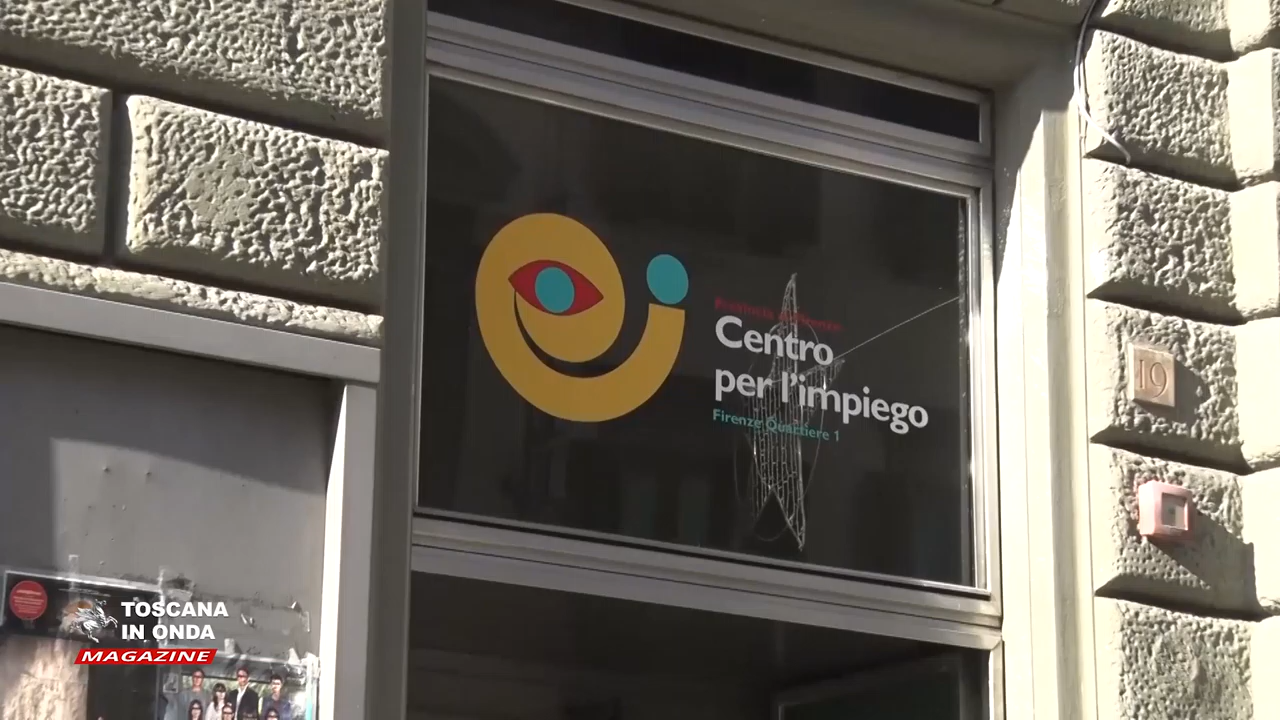 Provincia di Firenze
Centro
per l'impiego
Firenze Quartiere 1
19
TOSCANA
IN ONDA
MAGAZINE